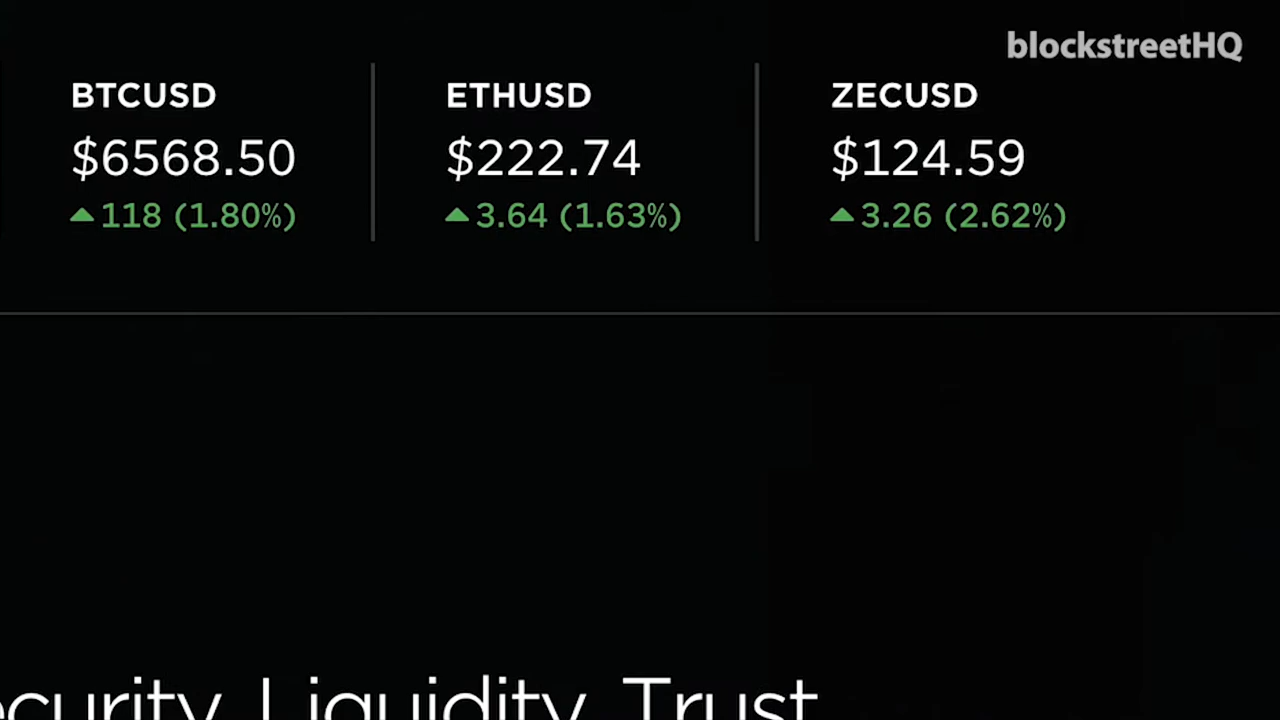 blockstreetHQ
BTCUSD
$6568.50
▲118 (1.80%)
ETHUSD
$222.74
▲3.64 (1.63%)
ZECUSD
$124.59
▲3.26 (2.62%)
ecurity. Liquidity. Trust